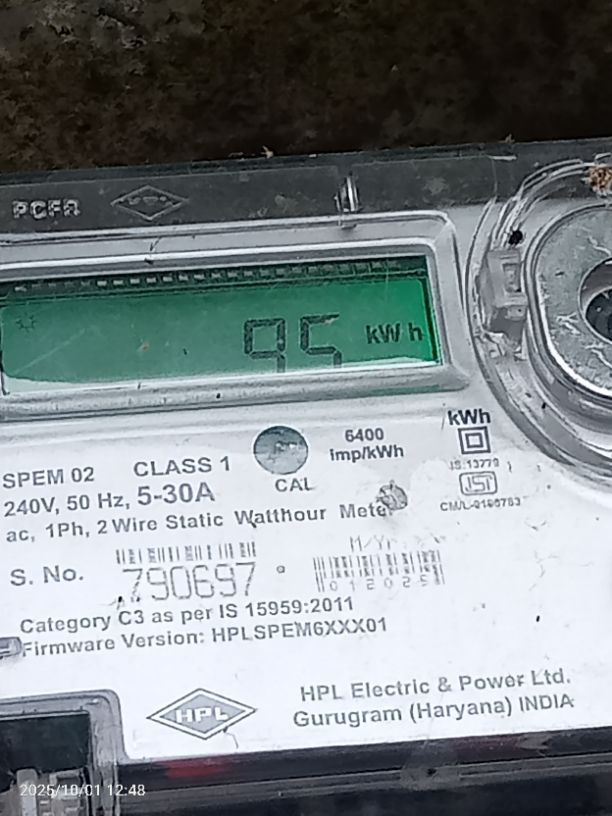 95 kWh
kWh
6400
imp/kWh
CAL
SPEM 02 CLASS 1
240V, 50 Hz, 5-30A
ac, 1Ph, 2 Wire Static Watthour Meter
IS:13779
ISI
S. No. 790697
M/Yr
012025
Category C3 as per IS 15959:2011
Firmware Version: HPLSPEM6XXX01
HPL
HPL Electric & Power Ltd.
Gurugram (Haryana) INDIA
2025/10/01 12:48